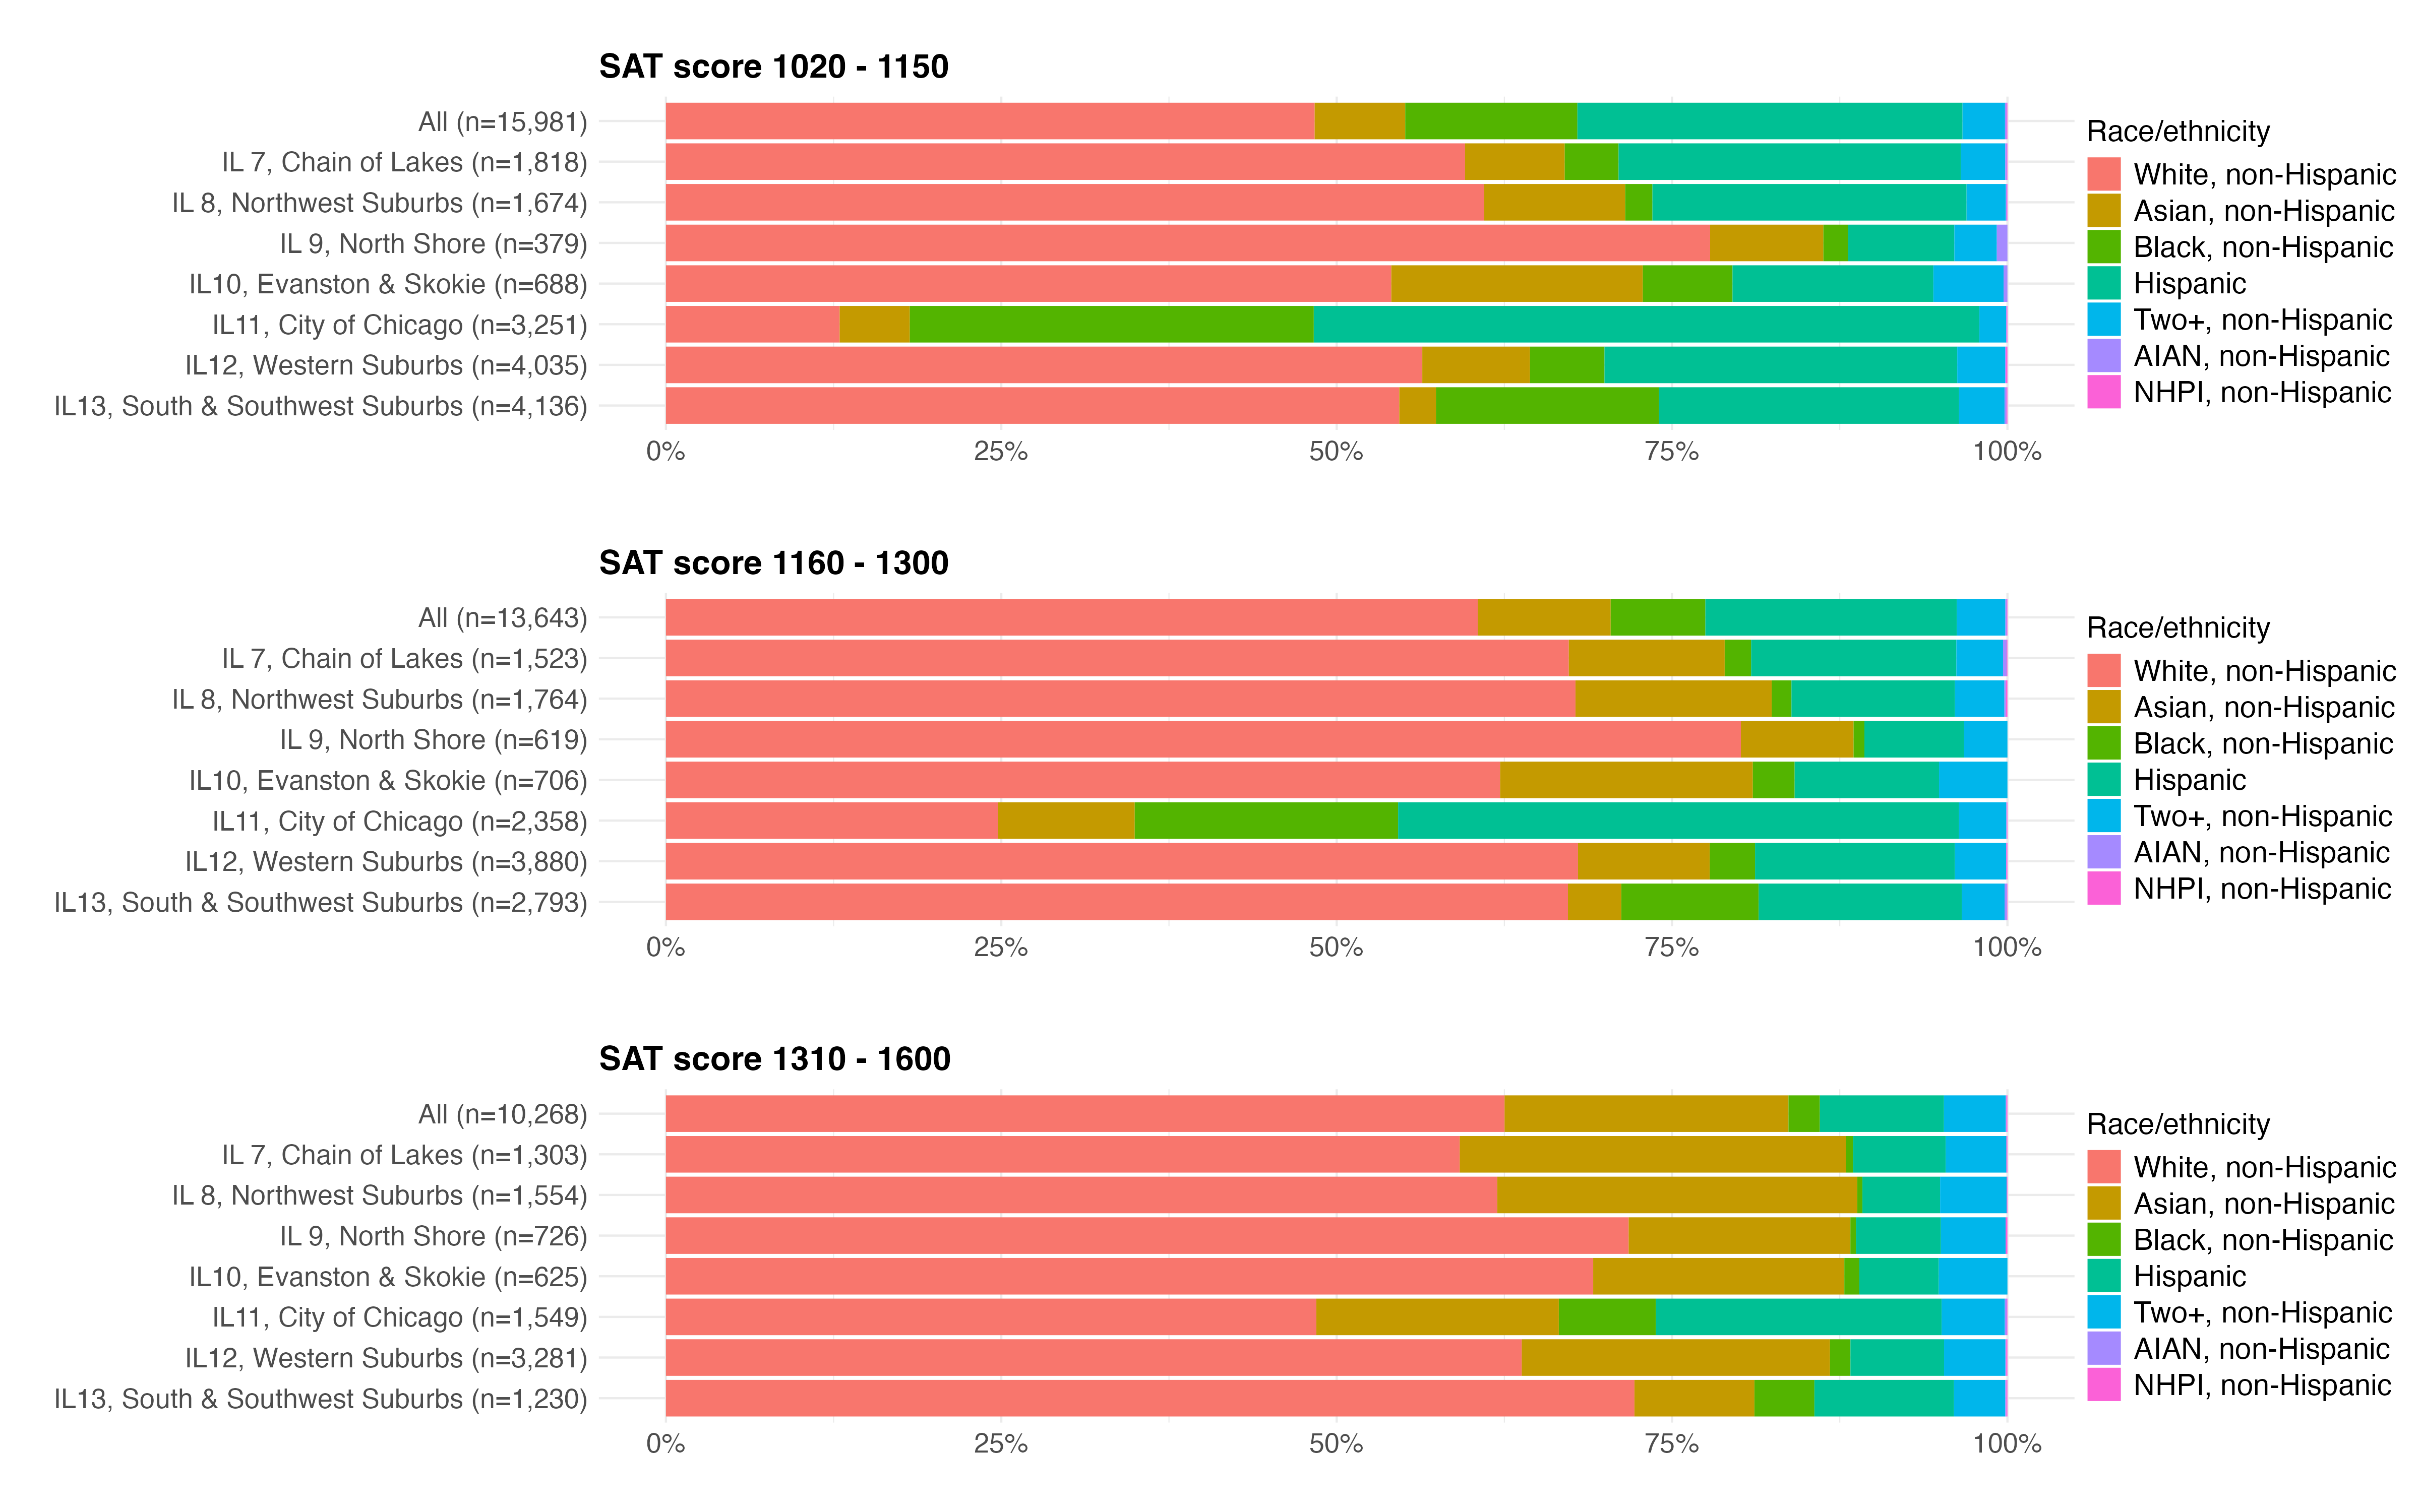 SAT score 1020 - 1150
All (n=15,981)
IL 7, Chain of Lakes (n=1,818)
IL 8, Northwest Suburbs (n=1,674)
IL 9, North Shore (n=379)
IL10, Evanston & Skokie (n=688)
IL11, City of Chicago (n=3,251)
IL12, Western Suburbs (n=4,035)
IL13, South & Southwest Suburbs (n=4,136)
0% 25% 50% 75% 100%
Race/ethnicity
White, non-Hispanic
Asian, non-Hispanic
Black, non-Hispanic
Hispanic
Two+, non-Hispanic
AIAN, non-Hispanic
NHPI, non-Hispanic
SAT score 1160 - 1300
All (n=13,643)
IL 7, Chain of Lakes (n=1,523)
IL 8, Northwest Suburbs (n=1,764)
IL 9, North Shore (n=619)
IL10, Evanston & Skokie (n=706)
IL11, City of Chicago (n=2,358)
IL12, Western Suburbs (n=3,880)
IL13, South & Southwest Suburbs (n=2,793)
0% 25% 50% 75% 100%
Race/ethnicity
White, non-Hispanic
Asian, non-Hispanic
Black, non-Hispanic
Hispanic
Two+, non-Hispanic
AIAN, non-Hispanic
NHPI, non-Hispanic
SAT score 1310 - 1600
All (n=10,268)
IL 7, Chain of Lakes (n=1,303)
IL 8, Northwest Suburbs (n=1,554)
IL 9, North Shore (n=726)
IL10, Evanston & Skokie (n=625)
IL11, City of Chicago (n=1,549)
IL12, Western Suburbs (n=3,281)
IL13, South & Southwest Suburbs (n=1,230)
0% 25% 50% 75% 100%
Race/ethnicity
White, non-Hispanic
Asian, non-Hispanic
Black, non-Hispanic
Hispanic
Two+, non-Hispanic
AIAN, non-Hispanic
NHPI, non-Hispanic